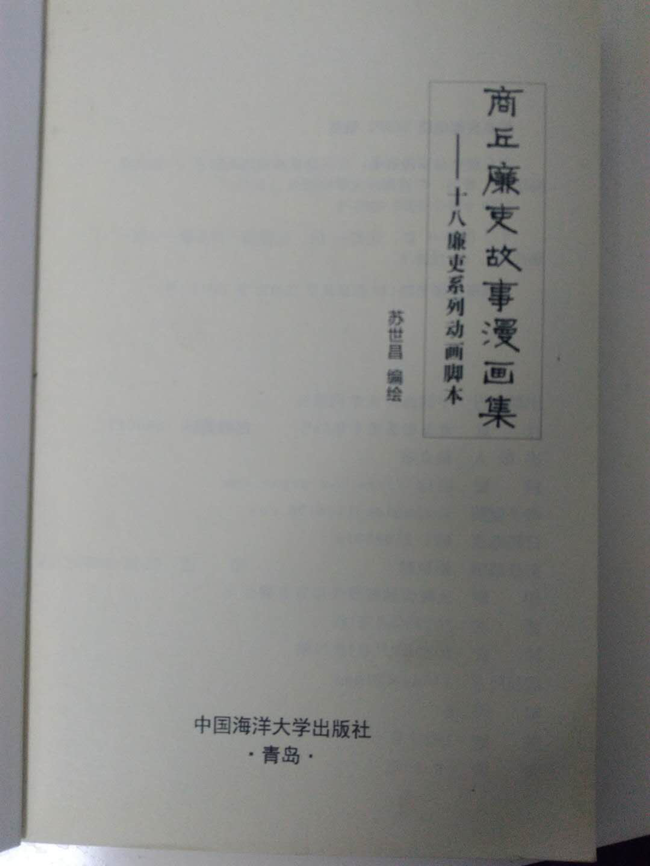 商丘廉吏故事漫画集
——十八廉吏系列动画脚本
苏世昌 编绘
中国海洋大学出版社
·青岛·